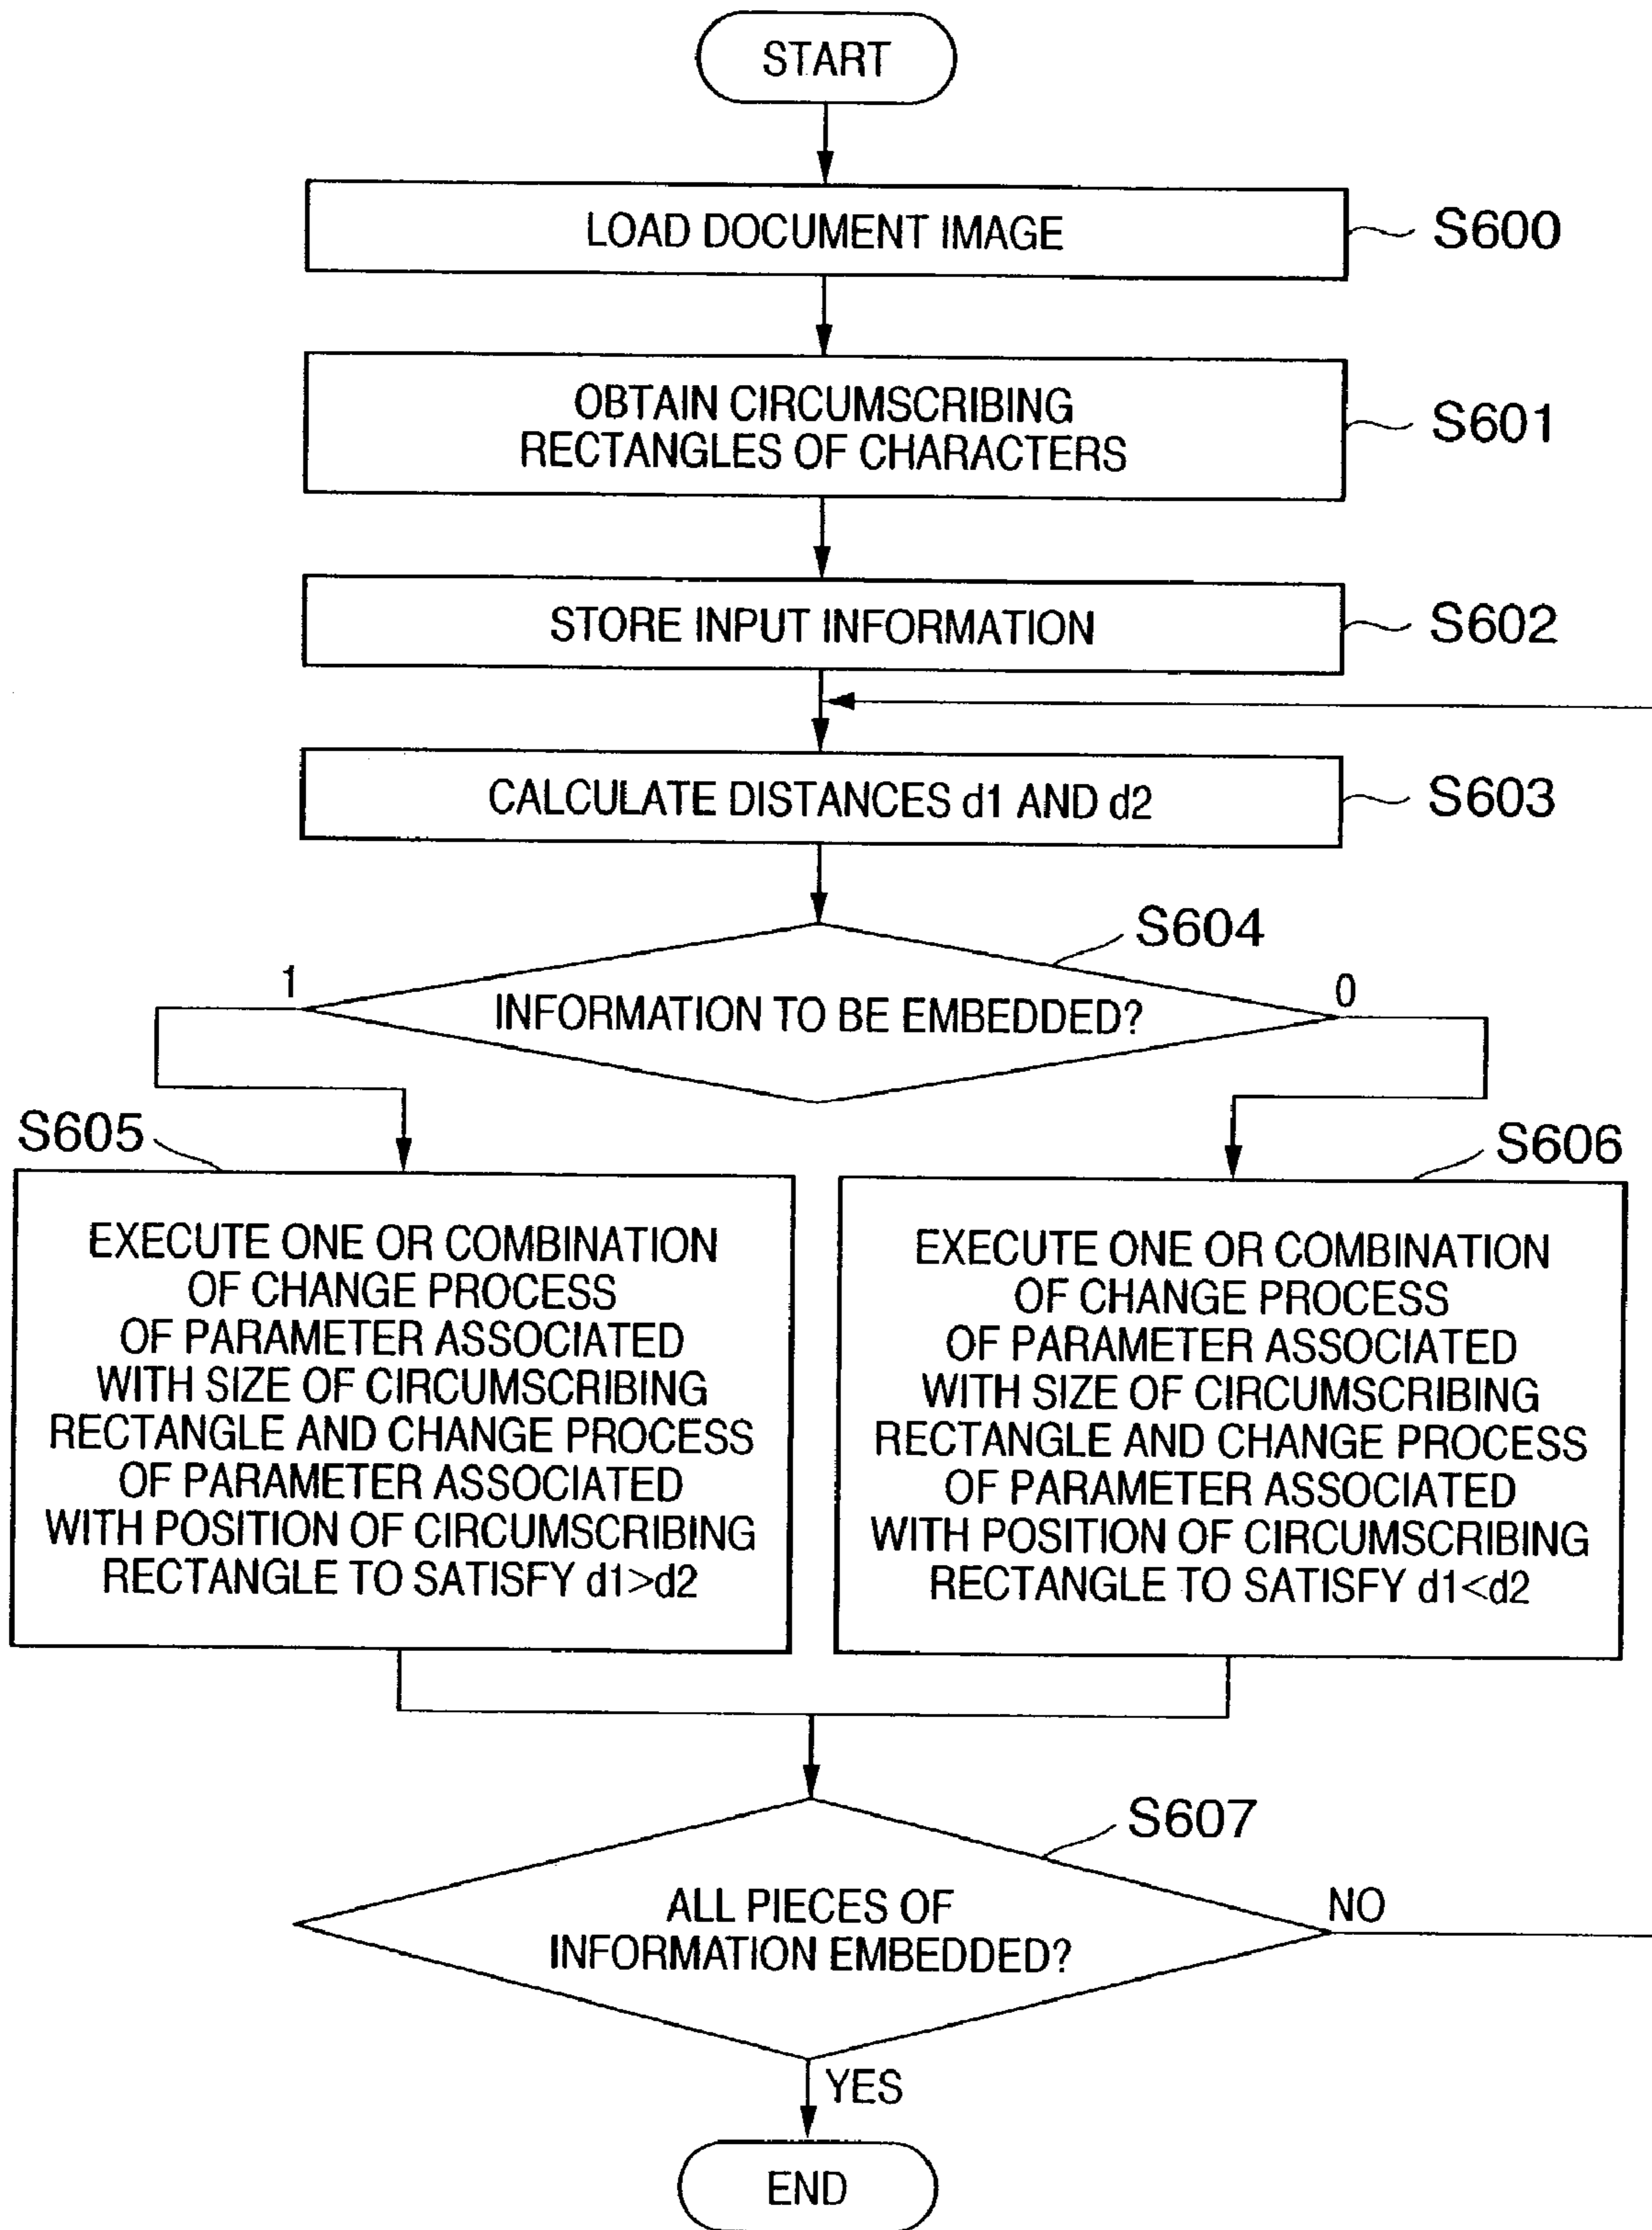 START
LOAD DOCUMENT IMAGE
S600
OBTAIN CIRCUMSCRIBING
RECTANGLES OF CHARACTERS
S601
STORE INPUT INFORMATION
S602
CALCULATE DISTANCES d1 AND d2
S603
S604
1
INFORMATION TO BE EMBEDDED?
0
S605
EXECUTE ONE OR COMBINATION
OF CHANGE PROCESS
OF PARAMETER ASSOCIATED
WITH SIZE OF CIRCUMSCRIBING
RECTANGLE AND CHANGE PROCESS
OF PARAMETER ASSOCIATED
WITH POSITION OF CIRCUMSCRIBING
RECTANGLE TO SATISFY d1>d2
S606
EXECUTE ONE OR COMBINATION
OF CHANGE PROCESS
OF PARAMETER ASSOCIATED
WITH SIZE OF CIRCUMSCRIBING
RECTANGLE AND CHANGE PROCESS
OF PARAMETER ASSOCIATED
WITH POSITION OF CIRCUMSCRIBING
RECTANGLE TO SATISFY d1<d2
S607
ALL PIECES OF
INFORMATION EMBEDDED?
NO
YES
END